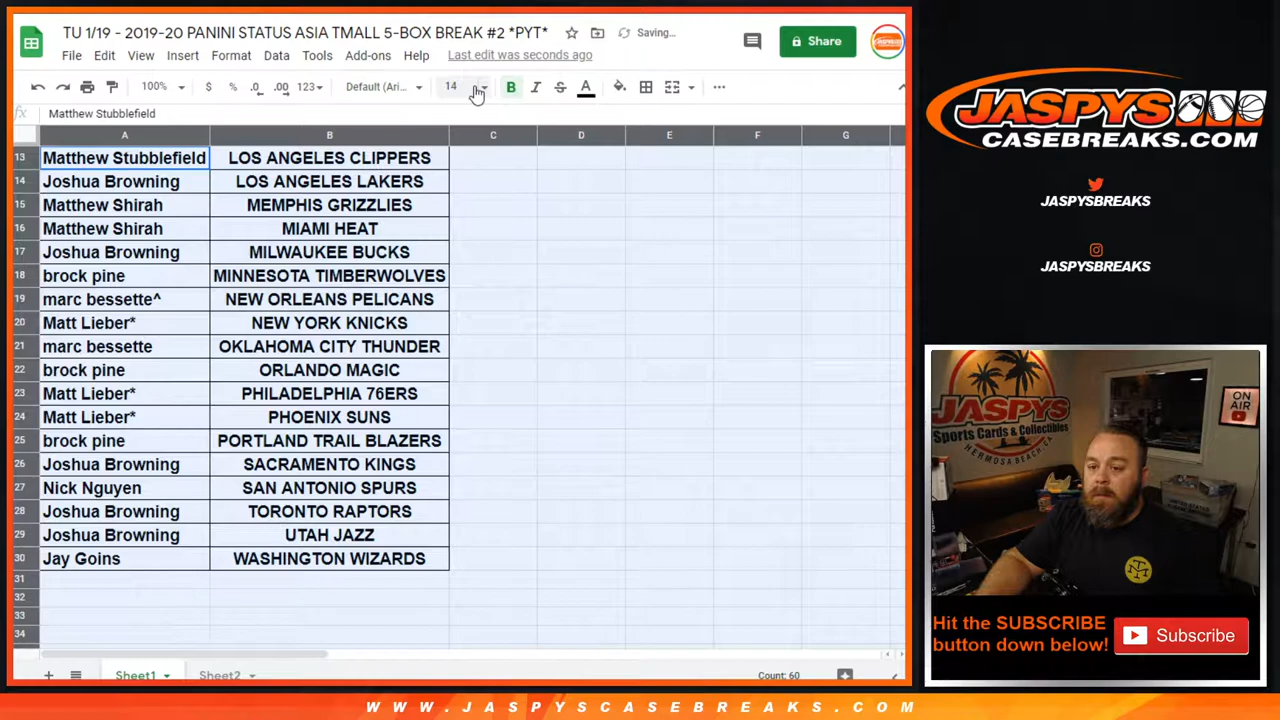 TU 1/19 - 2019-20 PANINI STATUS ASIA TMALL 5-BOX BREAK #2 *PYT*
Saving...
File Edit View Insert Format Data Tools Add-ons Help Last edit was seconds ago
Share
100% $ % .0 .00 123 Default (Ari... 14 B I S A
fx Matthew Stubblefield
A B C D E F G
13 Matthew Stubblefield LOS ANGELES CLIPPERS
14 Joshua Browning LOS ANGELES LAKERS
15 Matthew Shirah MEMPHIS GRIZZLIES
16 Matthew Shirah MIAMI HEAT
17 Joshua Browning MILWAUKEE BUCKS
18 brock pine MINNESOTA TIMBERWOLVES
19 marc bessette^ NEW ORLEANS PELICANS
20 Matt Lieber* NEW YORK KNICKS
21 marc bessette OKLAHOMA CITY THUNDER
22 brock pine ORLANDO MAGIC
23 Matt Lieber* PHILADELPHIA 76ERS
24 Matt Lieber* PHOENIX SUNS
25 brock pine PORTLAND TRAIL BLAZERS
26 Joshua Browning SACRAMENTO KINGS
27 Nick Nguyen SAN ANTONIO SPURS
28 Joshua Browning TORONTO RAPTORS
29 Joshua Browning UTAH JAZZ
30 Jay Goins WASHINGTON WIZARDS
31
32
33
34
Sheet1 Sheet2 Count: 60
JASPYS
CASEBREAKS.COM
JASPYSBREAKS
JASPYSBREAKS
JASPYS
Sports Cards & Collectibles
HERMOSA BEACH, CA
ON AIR
Hit the SUBSCRIBE
button down below!
Subscribe
WWW.JASPYSCASEBREAKS.COM